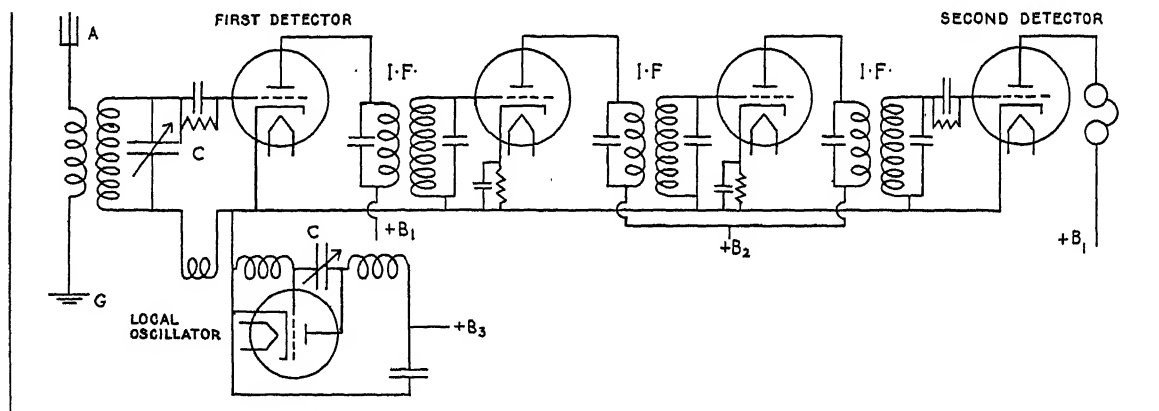 FIRST DETECTOR
SECOND DETECTOR
A
I·F·
I·F
I·F·
C
+B₁
C
+B₂
+B₁
G
LOCAL
OSCILLATOR
+B₃